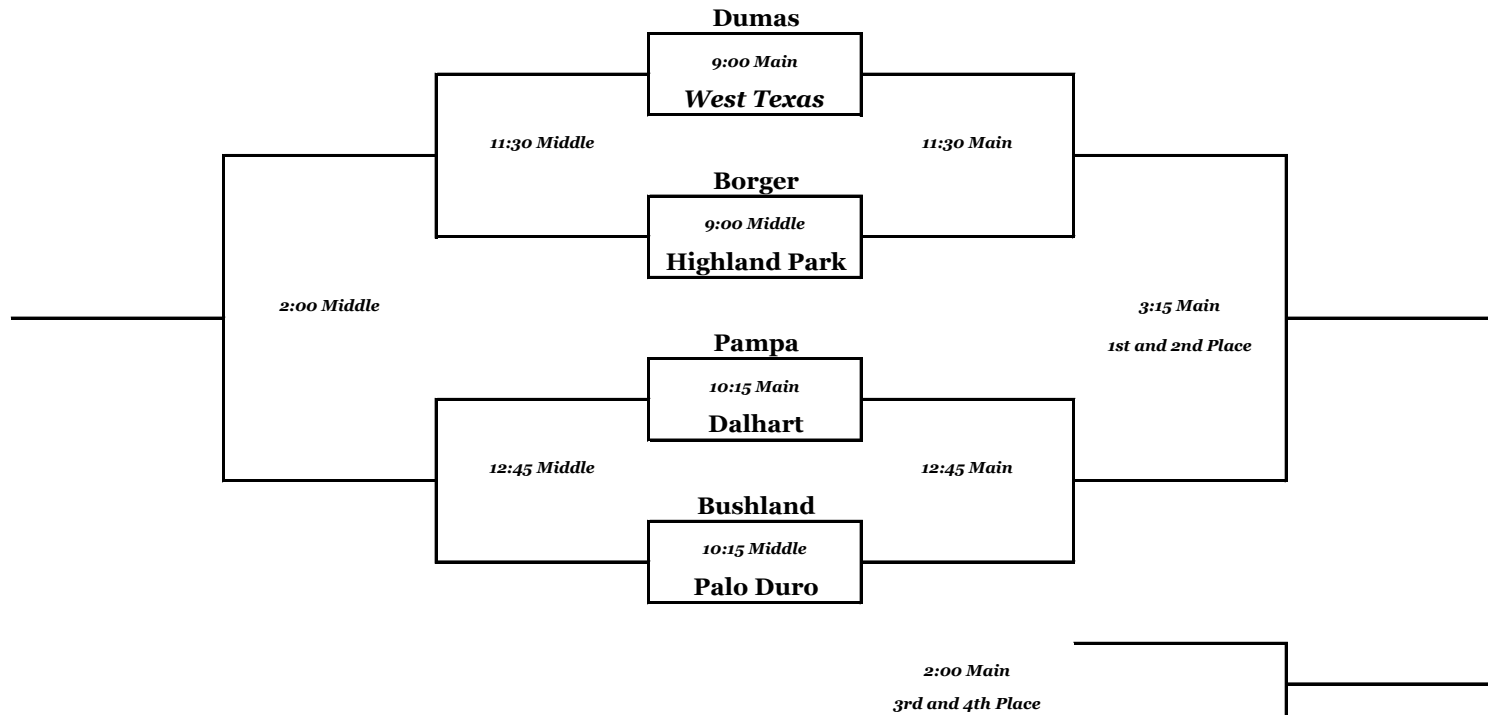 Dumas
9:00 Main
West Texas
11:30 Middle
11:30 Main
Borger
9:00 Middle
Highland Park
2:00 Middle
3:15 Main
1st and 2nd Place
Pampa
10:15 Main
Dalhart
12:45 Middle
12:45 Main
Bushland
10:15 Middle
Palo Duro
2:00 Main
3rd and 4th Place